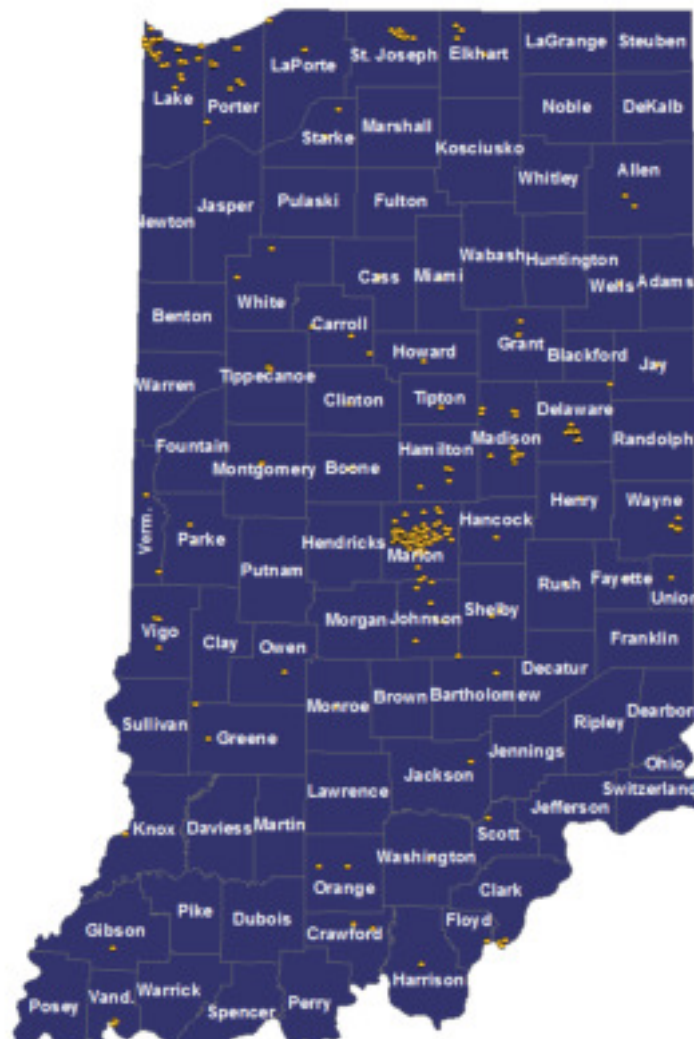 LaGrange
Steuben
St. Joseph
Elkhart
LaPorte
Lake
Porter
Noble
DeKalb
Starke
Marshall
Kosciusko
Allen
Whitley
Newton
Jasper
Pulaski
Fulton
Wabash
Huntington
Cass
Miami
Wells
Adams
White
Benton
Carroll
Howard
Grant
Blackford
Jay
Warren
Tippecanoe
Clinton
Tipton
Delaware
Fountain
Hamilton
Madison
Randolph
Montgomery
Boone
Henry
Wayne
Verm.
Parke
Hendricks
Marion
Hancock
Putnam
Rush
Fayette
Union
Vigo
Clay
Owen
Morgan
Johnson
Shelby
Franklin
Decatur
Sullivan
Monroe
Brown
Bartholomew
Dearborn
Ripley
Greene
Jennings
Ohio
Jackson
Lawrence
Switzerland
Jefferson
Knox
Daviess
Martin
Scott
Washington
Orange
Clark
Pike
Dubois
Gibson
Crawford
Floyd
Harrison
Posey
Vand.
Warrick
Spencer
Perry